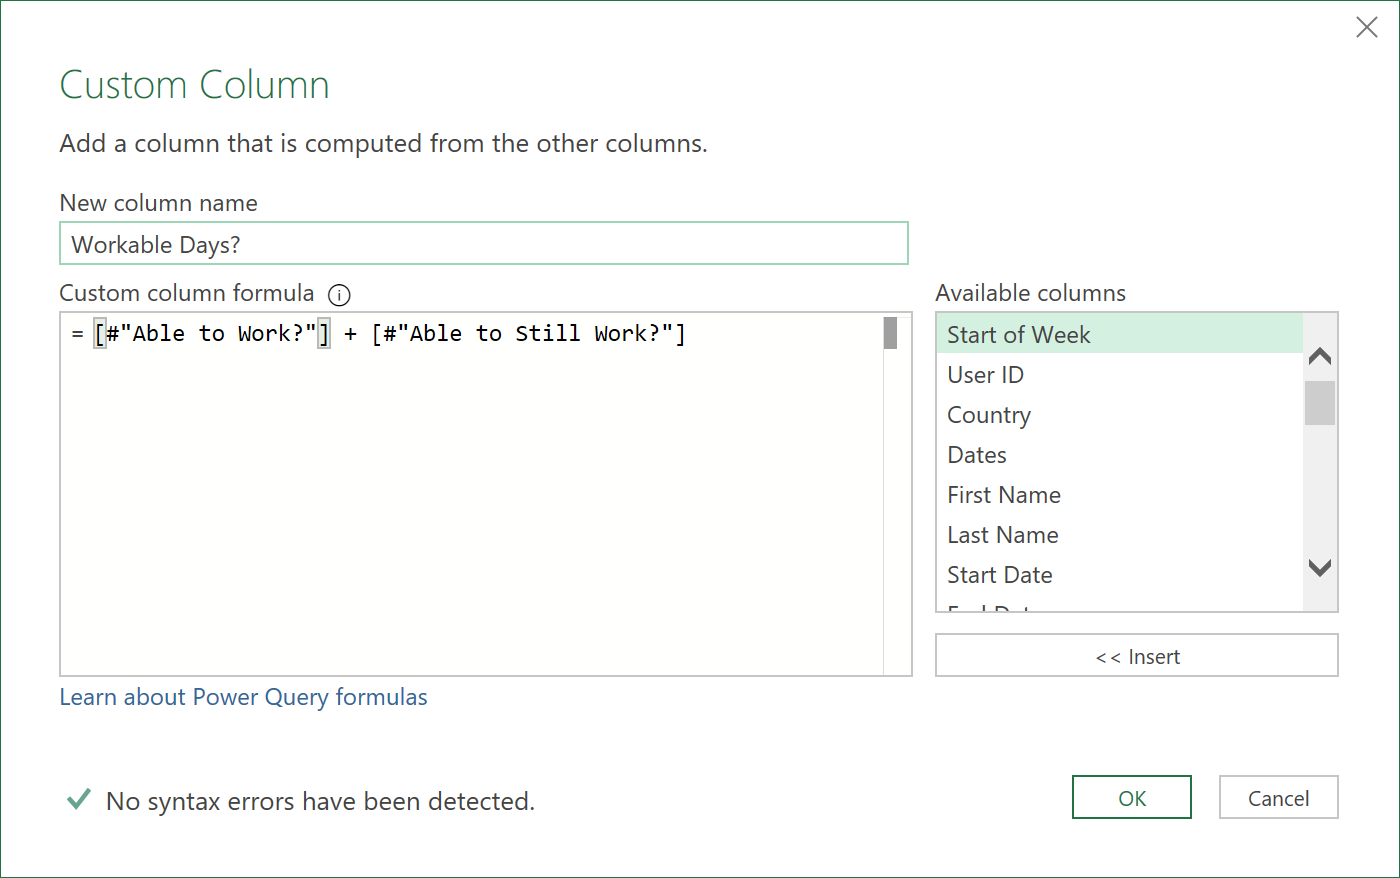 Custom Column
Add a column that is computed from the other columns.
New column name
Workable Days?
Custom column formula
Available columns
= [#"Able to Work?"] + [#"Able to Still Work?"]
Start of Week
User ID
Country
Dates
First Name
Last Name
Start Date
<< Insert
Learn about Power Query formulas
No syntax errors have been detected.
OK
Cancel